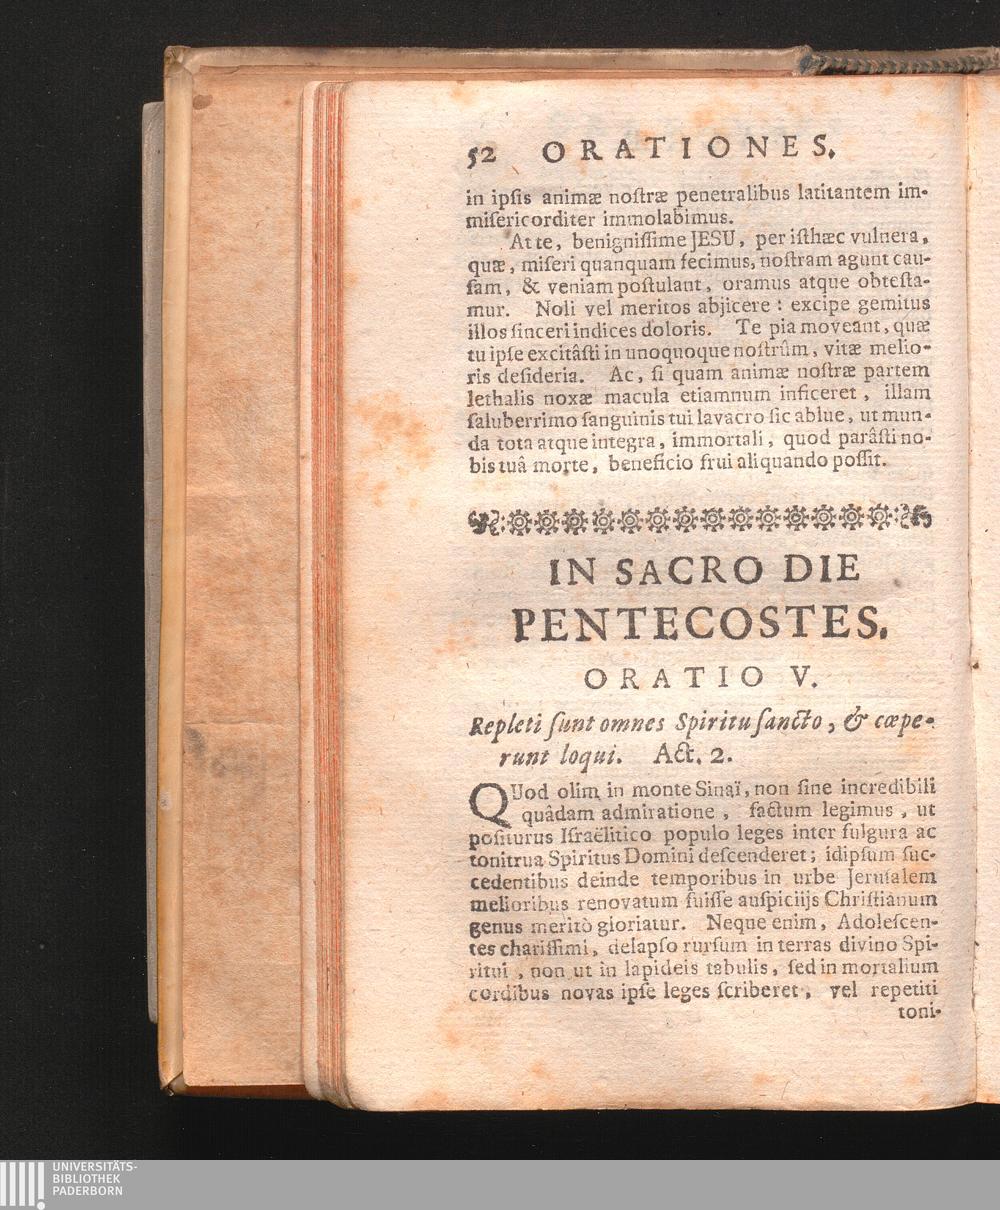 52 ORATIONES.
in ipſis animæ noſtræ penetralibus latitantem im-
miſericorditer immolabimus.
At te, benigniſſime JESU, per iſthæc vulnera,
quæ, miſeri quanquam fecimus, noſtram agunt cau-
ſam, & veniam poſtulant, oramus atque obteſta-
mur. Noli vel meritos abjicere: excipe gemitus
illos ſinceri indices doloris. Te pia moveant, quæ
tu ipſe excitâſti in unoquoque noſtrûm, vitæ melio-
ris deſideria. Ac, ſi quam animæ noſtræ partem
lethalis noxæ macula etiamnum inficeret, illam
ſaluberrimo ſanguinis tui lavacro ſic ablue, ut mun-
da tota atque integra, immortali, quod parâſti no-
bis tuâ morte, beneficio frui aliquando poſſit.
IN SACRO DIE
PENTECOSTES.
ORATIO V.
Repleti ſunt omnes Spiritu ſancto, & cœpe-
runt loqui. Act. 2.
QUod olim in monte Sinaï, non ſine incredibili
quâdam admiratione, factum legimus, ut
poſiturus Iſraëlitico populo leges inter fulgura ac
tonitrua Spiritus Domini deſcenderet; idipſum ſuc-
cedentibus deinde temporibus in urbe Jeruſalem
melioribus renovatum fuiſſe auſpiciijs Chriſtianum
genus meritò gloriatur. Neque enim, Adoleſcen-
tes chariſſimi, delapſo rurſum in terras divino Spi-
ritui, non ut in lapideis tabulis, ſed in mortalium
cordibus novas ipſe leges ſcriberet, vel repetiti
toni-
UNIVERSITÄTS-
BIBLIOTHEK
PADERBORN